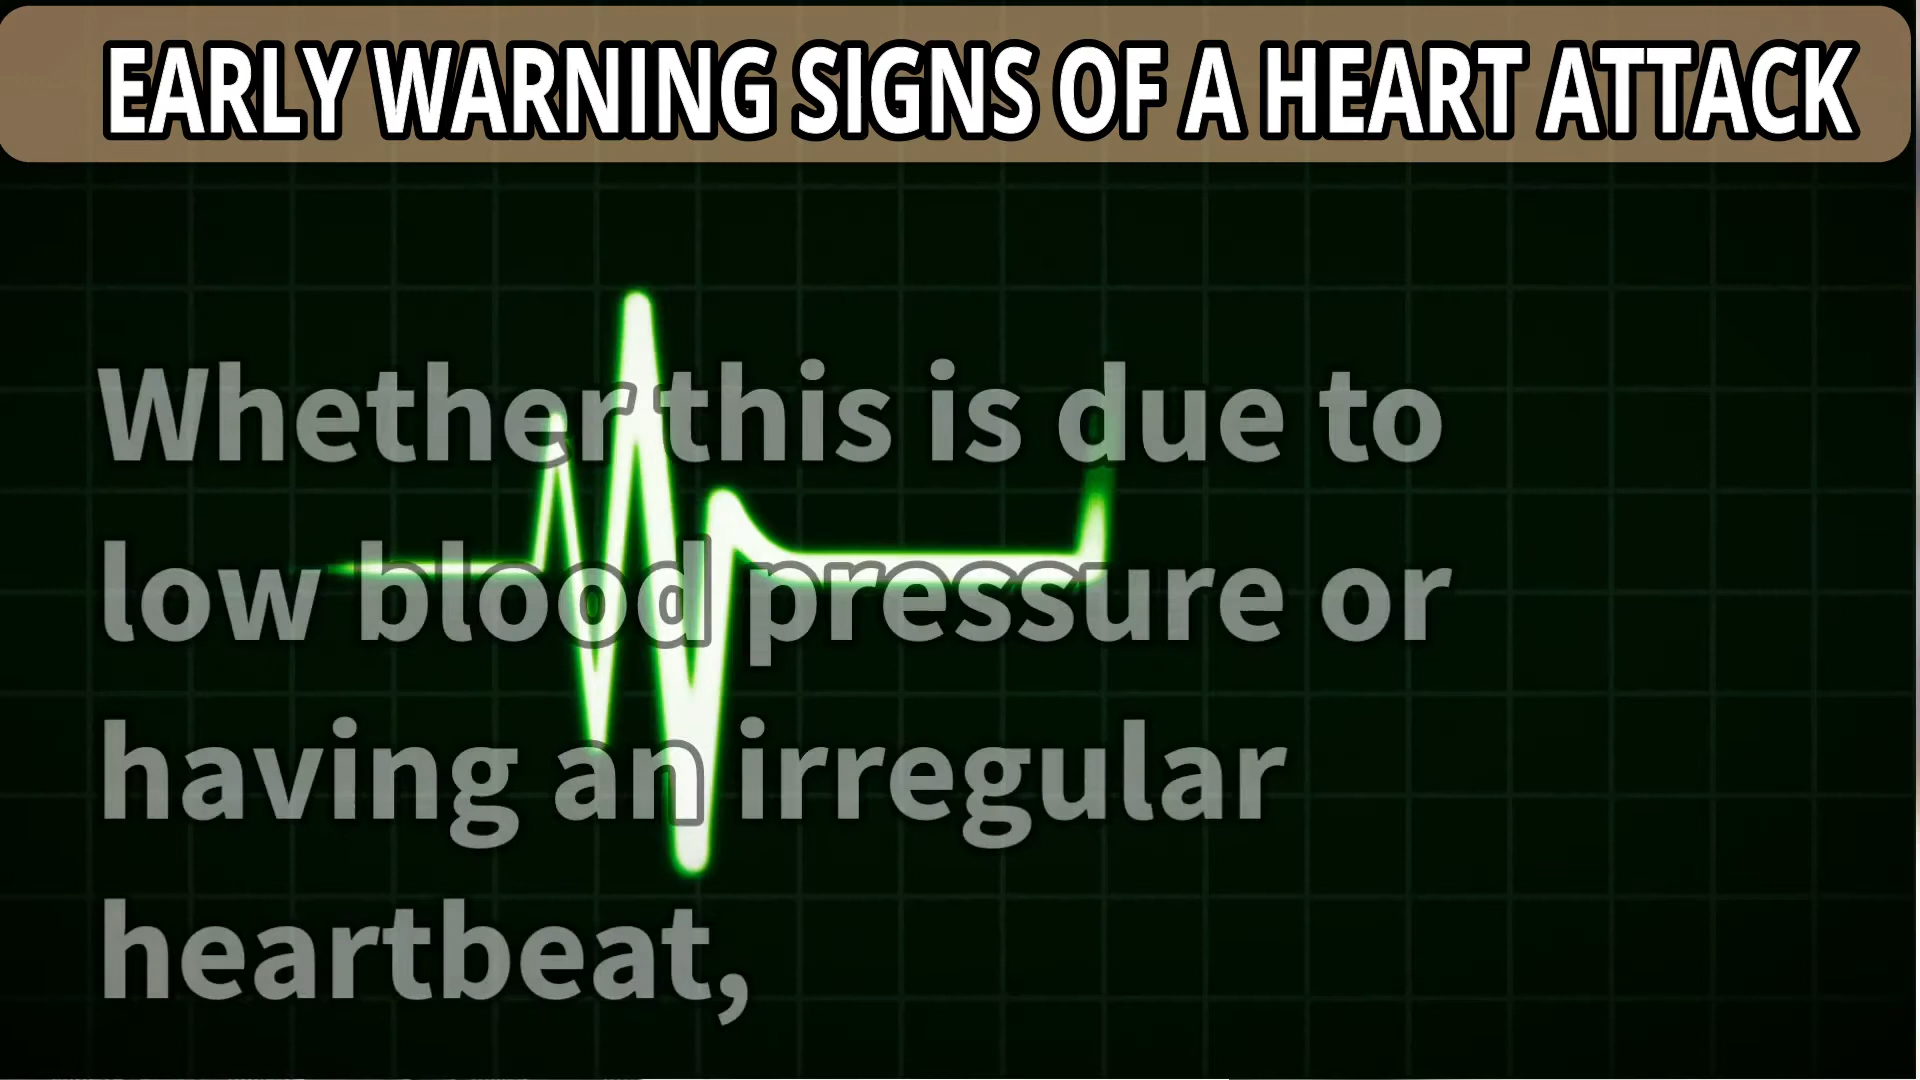 EARLY WARNING SIGNS OF A HEART ATTACK
Whether this is due to
low blood pressure or
having an irregular
heartbeat,